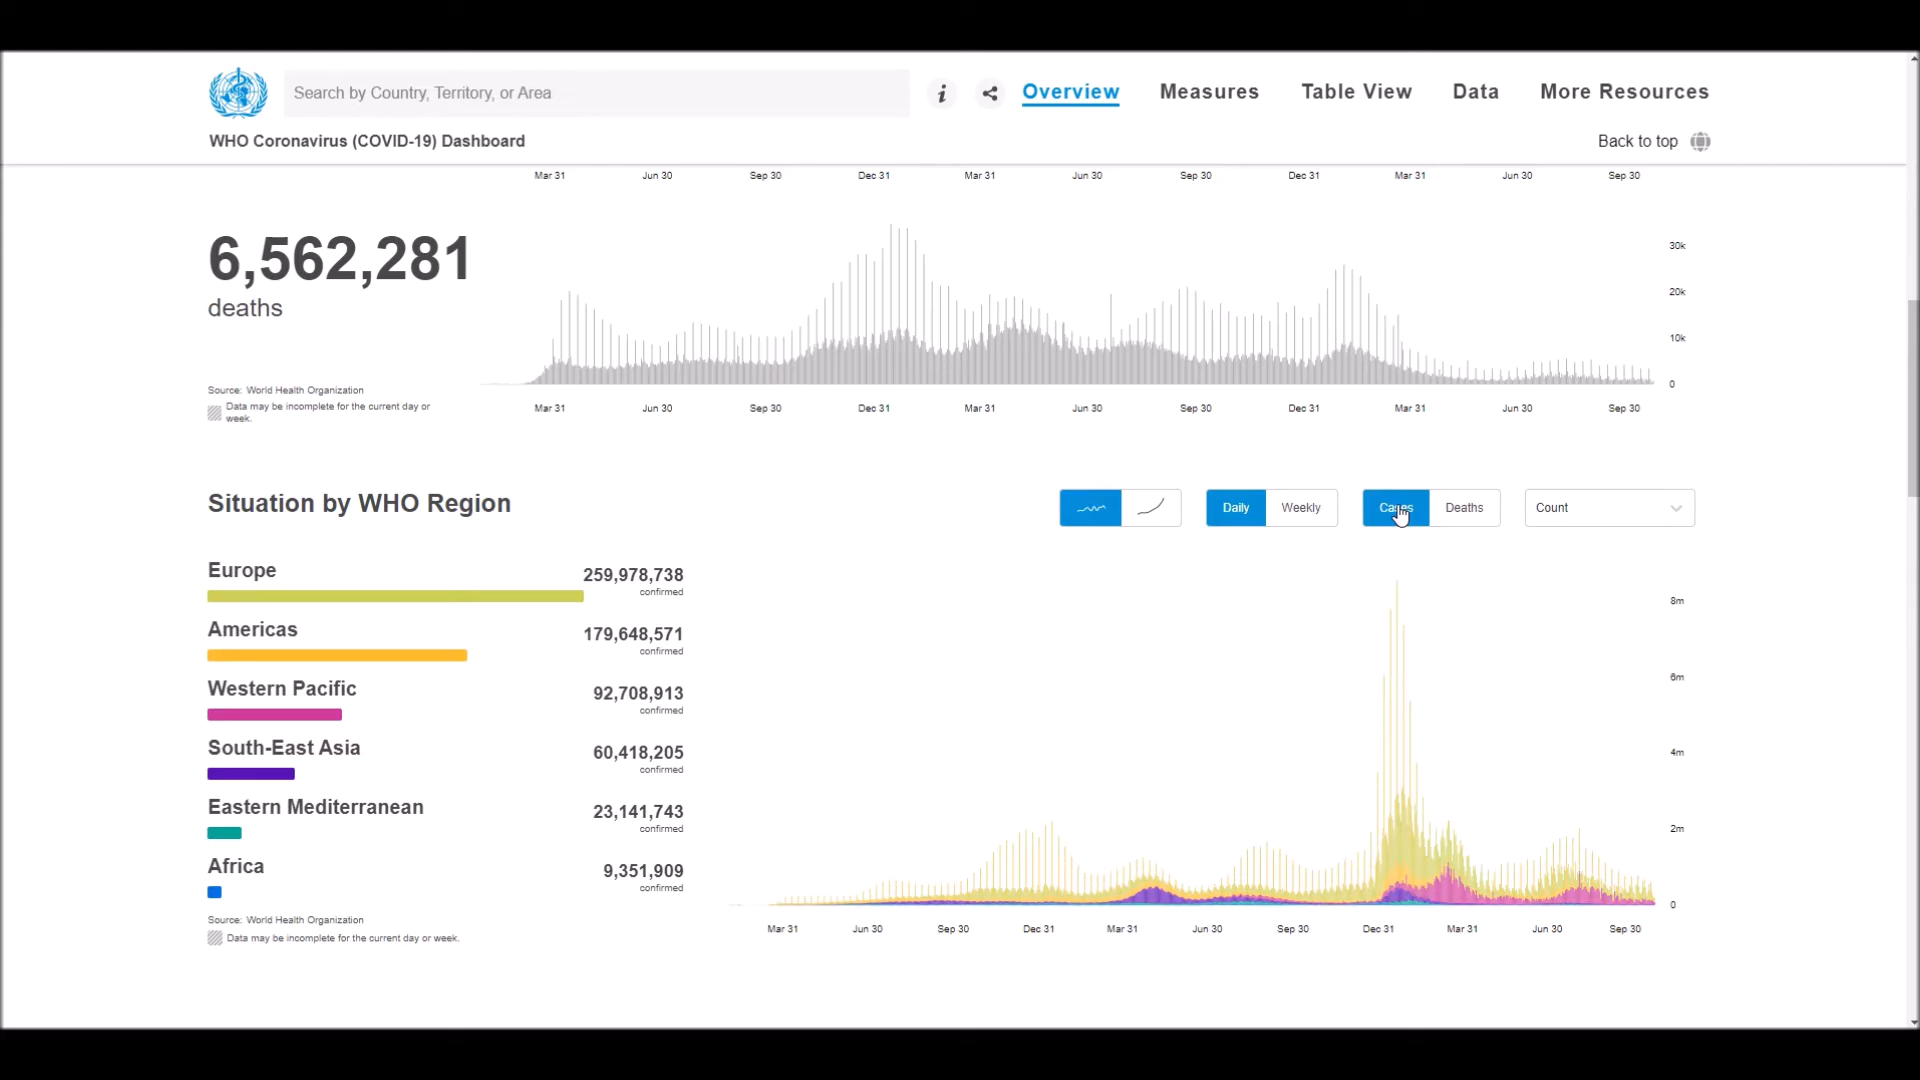 Search by Country, Territory, or Area
i
Overview
Measures
Table View
Data
More Resources
WHO Coronavirus (COVID-19) Dashboard
Back to top
Mar 31 Jun 30 Sep 30 Dec 31 Mar 31 Jun 30 Sep 30 Dec 31 Mar 31 Jun 30 Sep 30
6,562,281
deaths
30k
20k
10k
0
Source: World Health Organization
Data may be incomplete for the current day or
week.
Mar 31 Jun 30 Sep 30 Dec 31 Mar 31 Jun 30 Sep 30 Dec 31 Mar 31 Jun 30 Sep 30
Situation by WHO Region
Daily
Weekly
Cases
Deaths
Count
Europe
259,978,738
confirmed
Americas
179,648,571
confirmed
Western Pacific
92,708,913
confirmed
South-East Asia
60,418,205
confirmed
Eastern Mediterranean
23,141,743
confirmed
Africa
9,351,909
confirmed
Source: World Health Organization
Data may be incomplete for the current day or week.
8m
6m
4m
2m
0
Mar 31 Jun 30 Sep 30 Dec 31 Mar 31 Jun 30 Sep 30 Dec 31 Mar 31 Jun 30 Sep 30